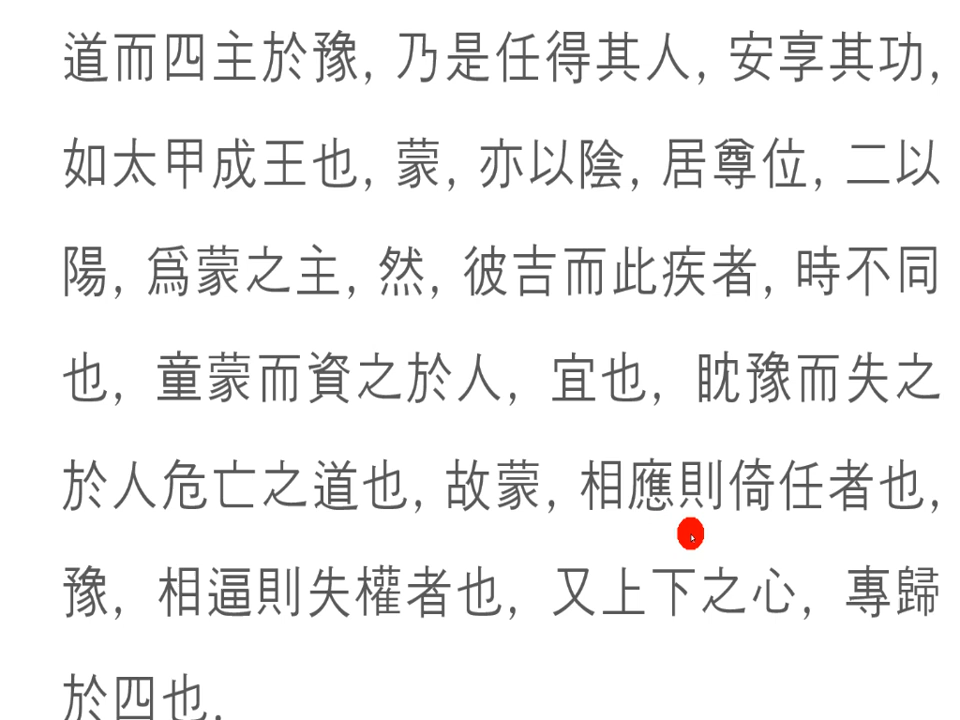 道而四主於豫, 乃是任得其人, 安享其功,
如太甲成王也, 蒙, 亦以陰, 居尊位, 二以
陽, 爲蒙之主, 然, 彼吉而此疾者, 時不同
也, 童蒙而資之於人, 宜也, 眈豫而失之
於人危亡之道也, 故蒙, 相應則倚任者也,
豫, 相逼則失權者也, 又上下之心, 專歸
於四也.